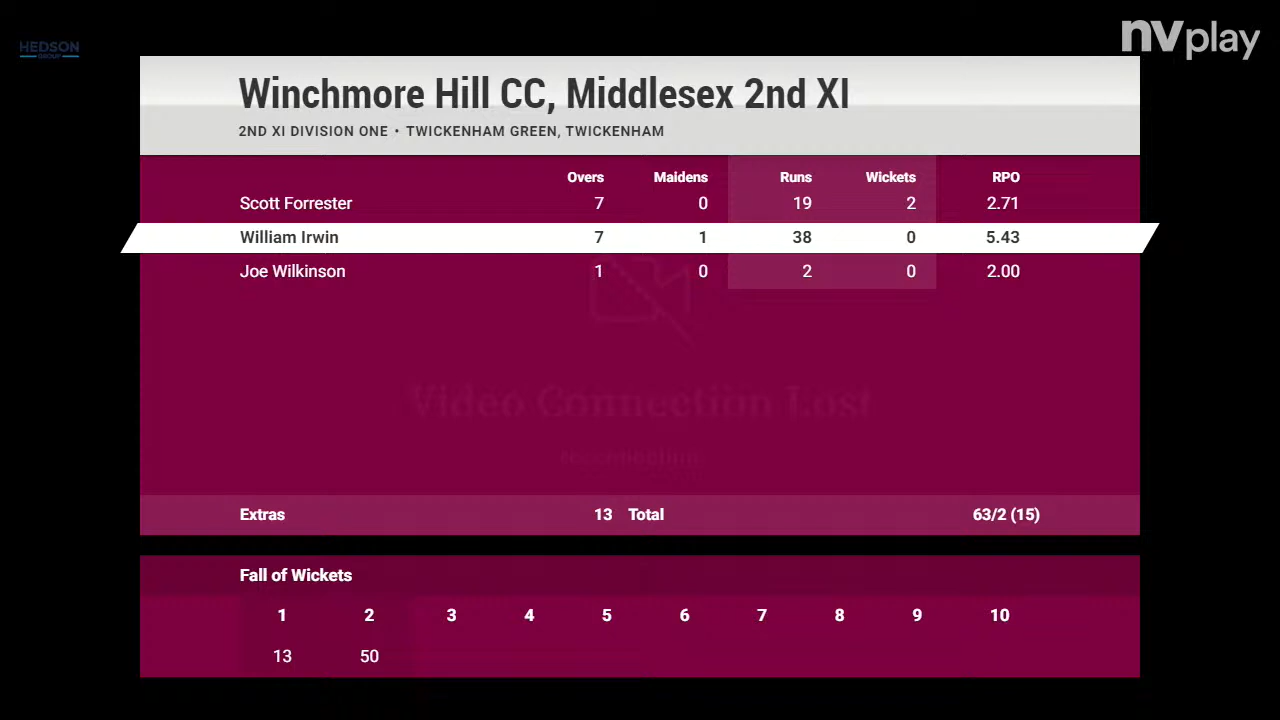 HEDSON
GROUP
nvplay
Winchmore Hill CC, Middlesex 2nd XI
2ND XI DIVISION ONE • TWICKENHAM GREEN, TWICKENHAM
Overs Maidens Runs Wickets RPO
Scott Forrester 7 0 19 2 2.71
William Irwin 7 1 38 0 5.43
Joe Wilkinson 1 0 2 0 2.00
Video Connection Lost
Extras 13 Total 63/2 (15)
Fall of Wickets
1 2 3 4 5 6 7 8 9 10
13 50